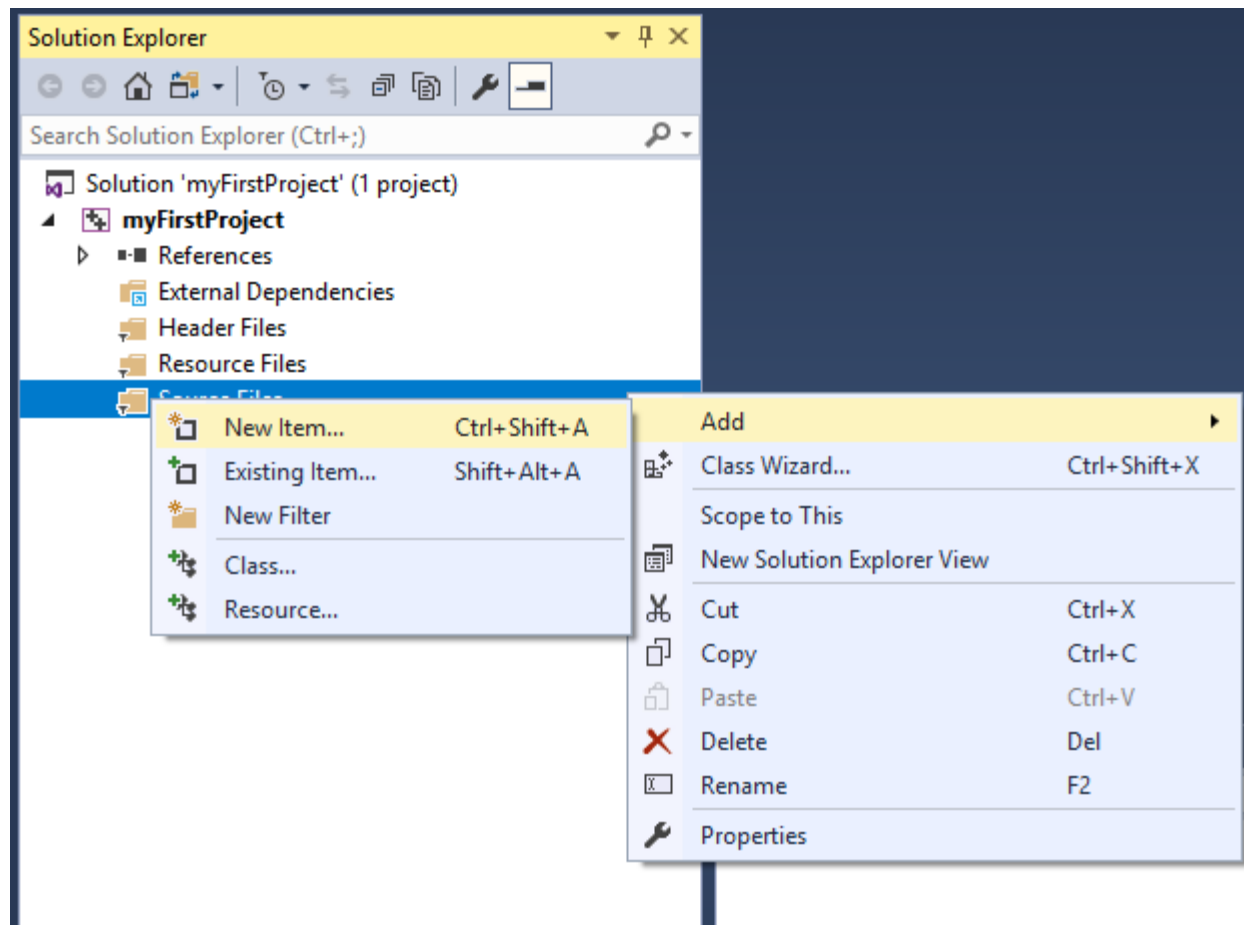 Solution Explorer
Search Solution Explorer (Ctrl+;)
Solution 'myFirstProject' (1 project)
myFirstProject
References
External Dependencies
Header Files
Resource Files
Source Files
New Item... Ctrl+Shift+A
Existing Item... Shift+Alt+A
New Filter
Class...
Resource...
Add
Class Wizard... Ctrl+Shift+X
Scope to This
New Solution Explorer View
Cut Ctrl+X
Copy Ctrl+C
Paste Ctrl+V
Delete Del
Rename F2
Properties